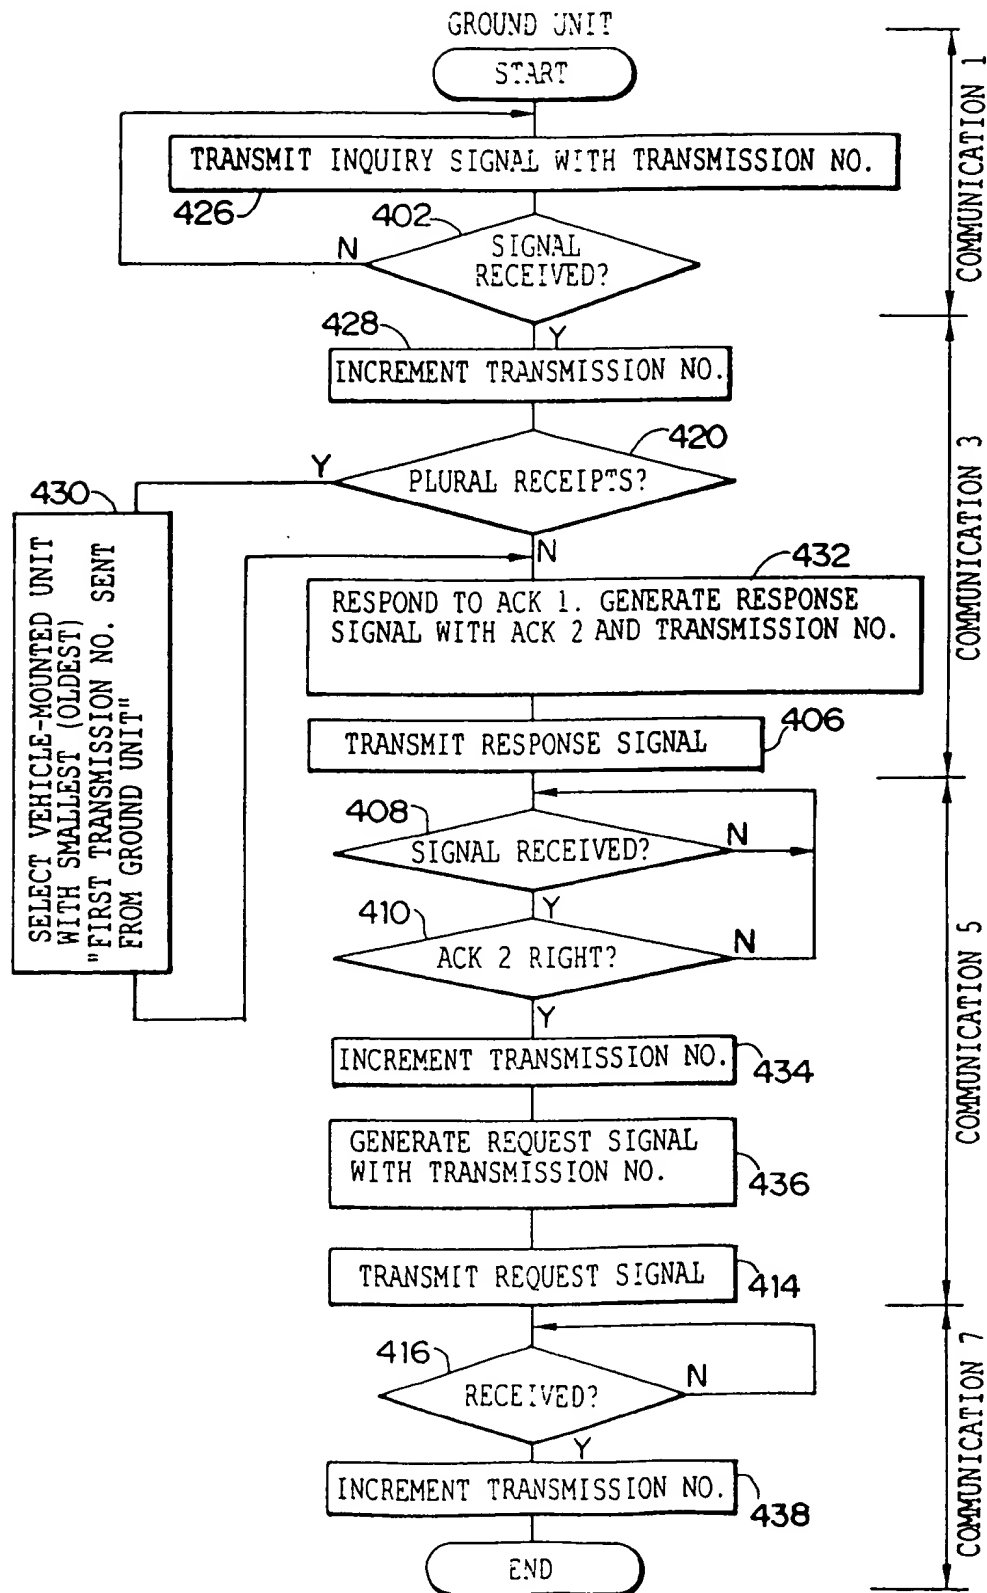 GROUND UNIT
START
TRANSMIT INQUIRY SIGNAL WITH TRANSMISSION NO.
426
402
N
SIGNAL
RECEIVED?
COMMUNICATION 1
428
Y
INCREMENT TRANSMISSION NO.
420
Y
PLURAL RECEIPTS?
430
N
SELECT VEHICLE-MOUNTED UNIT
WITH SMALLEST (OLDEST)
"FIRST TRANSMISSION NO. SENT
FROM GROUND UNIT"
432
RESPOND TO ACK 1. GENERATE RESPONSE
SIGNAL WITH ACK 2 AND TRANSMISSION NO.
406
TRANSMIT RESPONSE SIGNAL
COMMUNICATION 3
408
N
SIGNAL RECEIVED?
Y
410
N
ACK 2 RIGHT?
Y
INCREMENT TRANSMISSION NO.
434
GENERATE REQUEST SIGNAL
WITH TRANSMISSION NO.
436
TRANSMIT REQUEST SIGNAL
414
COMMUNICATION 5
416
N
RECEIVED?
Y
INCREMENT TRANSMISSION NO.
438
END
COMMUNICATION 7